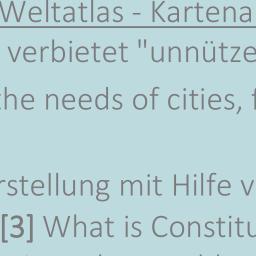 Weltatlas - Kartena
verbietet "unnütze
the needs of cities, f
rstellung mit Hilfe v
[3] What is Constitu